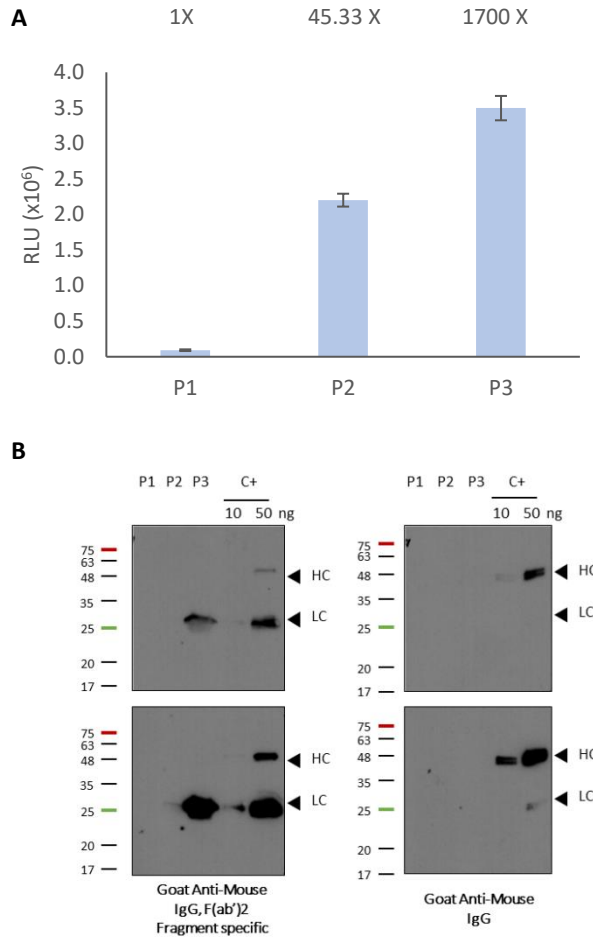 A
1X 45.33 X 1700 X
4.0
3.5
3.0
2.5
2.0
1.5
1.0
0.5
0.0
RLU (x10⁶)
P1 P2 P3
B
P1 P2 P3 C+
10 50 ng
75
63
48
35
25
20
17
HC
LC
75
63
48
35
25
20
17
HC
LC
Goat Anti-Mouse
IgG, F(ab')2
Fragment specific
P1 P2 P3 C+
10 50 ng
75
63
48
35
25
20
17
HC
LC
75
63
48
35
25
20
17
HC
LC
Goat Anti-Mouse
IgG